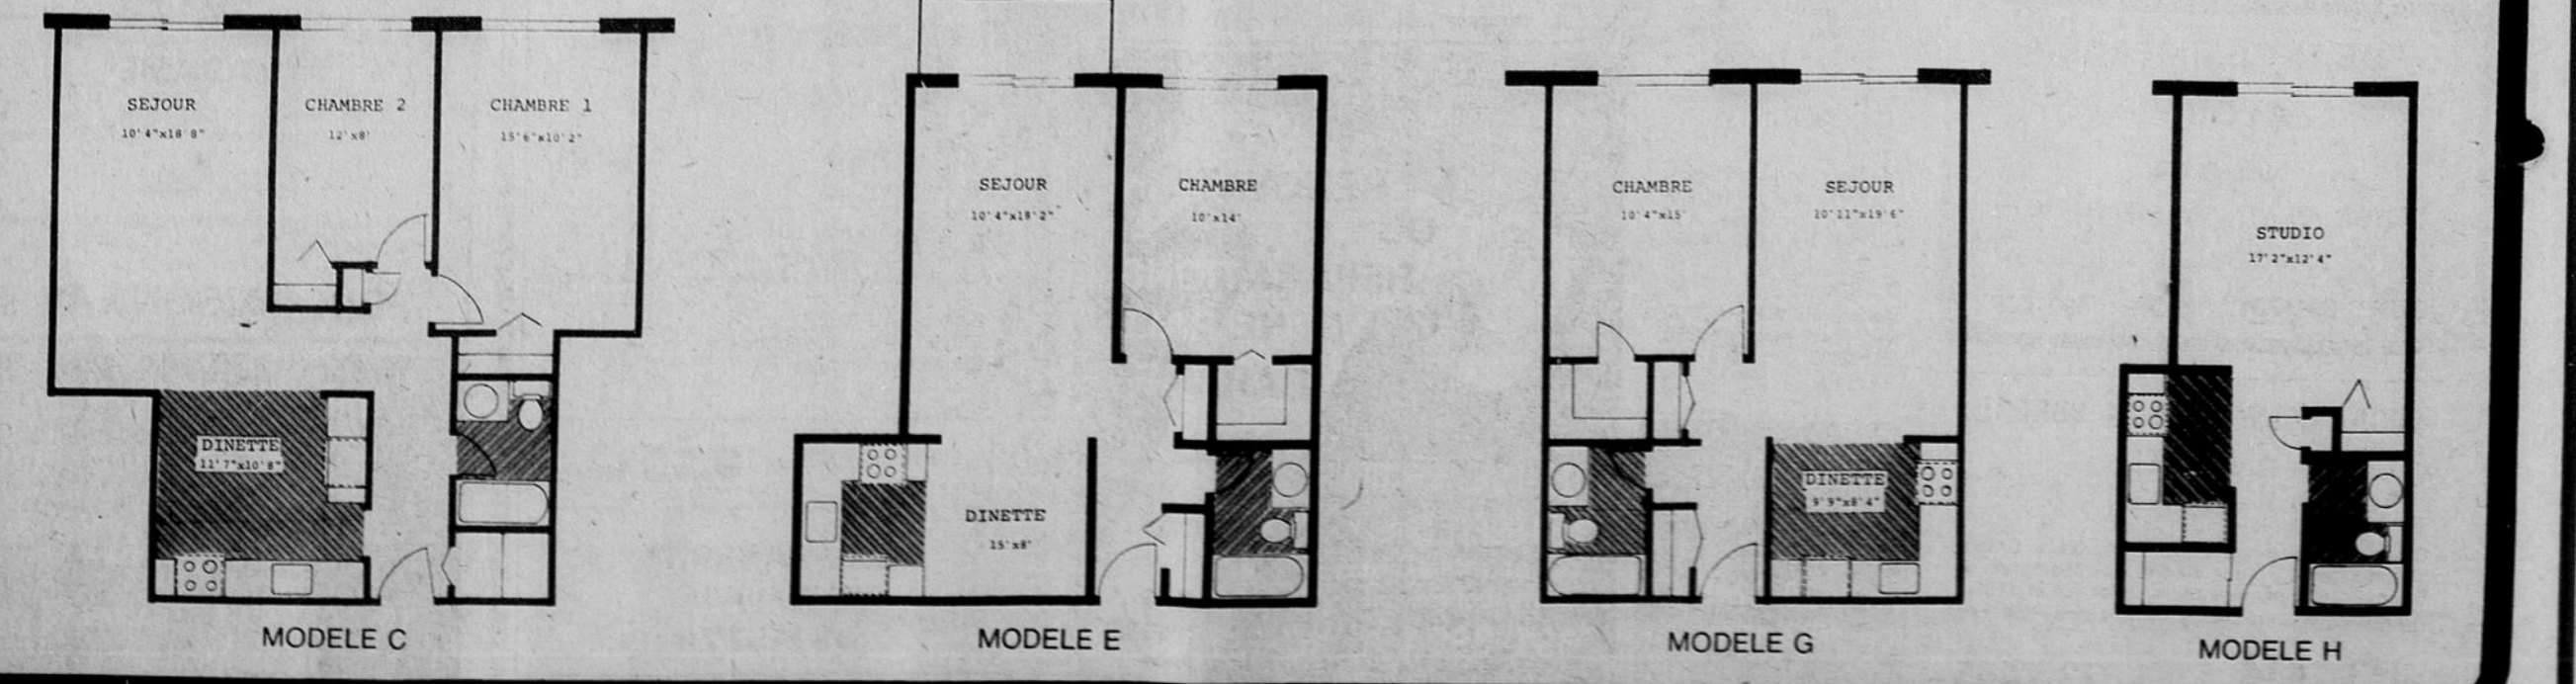 SEJOUR
10'4"x18'8"
CHAMBRE 2
12'x8'
CHAMBRE 1
15'6"x10'2"
DINETTE
11'7"x10'8"
MODELE C
SEJOUR
10'4"x18'2"
CHAMBRE
10'x14'
DINETTE
15'x8'
MODELE E
CHAMBRE
10'4"x15'
SEJOUR
10'11"x19'6"
DINETTE
9'9"x8'4"
MODELE G
STUDIO
17'2"x12'4"
MODELE H